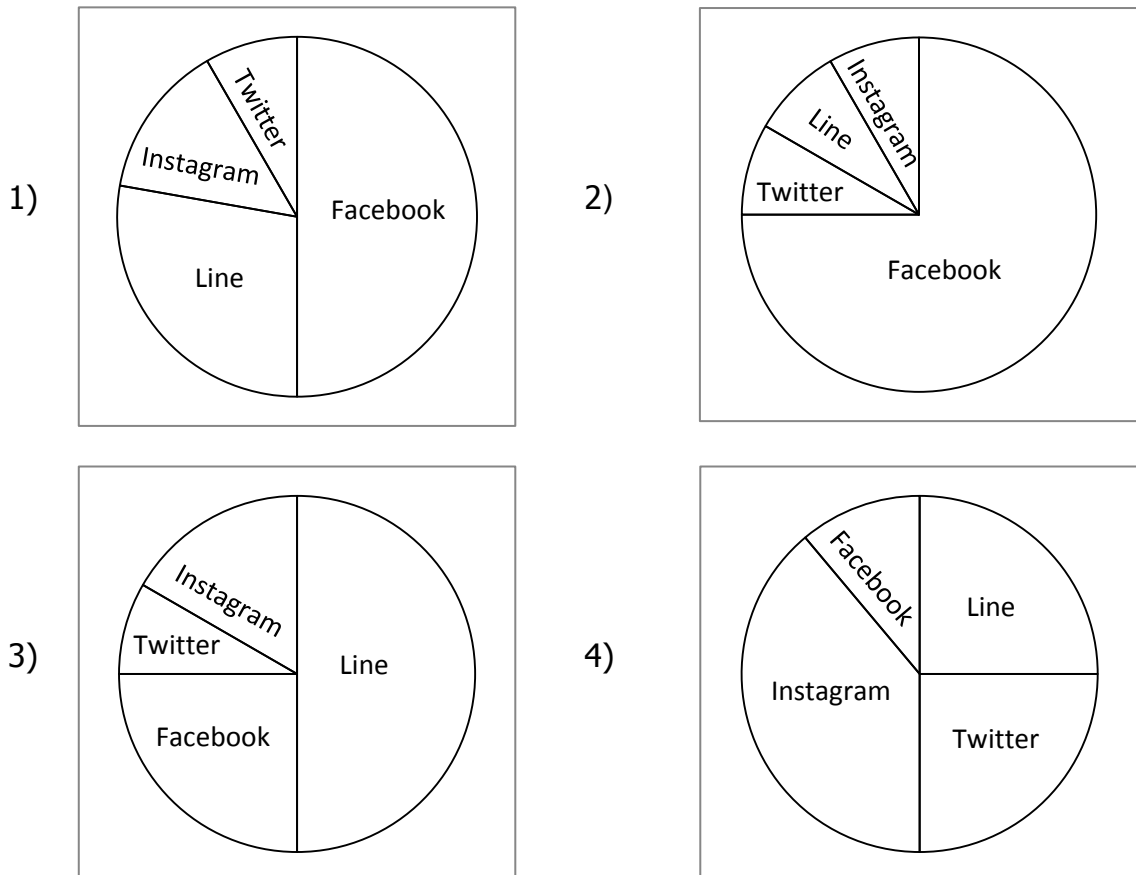 1)
Twitter
Instagram
Facebook
Line
2)
Instagram
Line
Twitter
Facebook
3)
Instagram
Twitter
Line
Facebook
4)
Facebook
Line
Instagram
Twitter